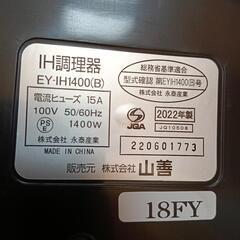 IH調理器
EY-IH1400(B)
電流ヒューズ 15A
100V 50/60Hz
PS
E
1400W
株式会社 永泰産業
MADE IN CHINA
総務省基準適合
型式確認 第EYIH1400(B)号
株式会社 永泰産業
JQA
2022年製
JQ10508
220601773
販売元 株式会社 山善
18FY